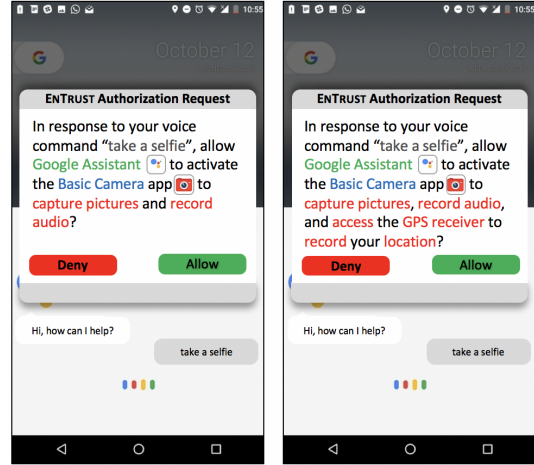 10:55
October 12
ENTRUST Authorization Request
In response to your voice
command "take a selfie", allow
Google Assistant to activate
the Basic Camera app to
capture pictures and record
audio?
Deny
Allow
Hi, how can I help?
take a selfie
10:55
October 12
ENTRUST Authorization Request
In response to your voice
command "take a selfie", allow
Google Assistant to activate
the Basic Camera app to
capture pictures, record audio,
and access the GPS receiver to
record your location?
Deny
Allow
Hi, how can I help?
take a selfie